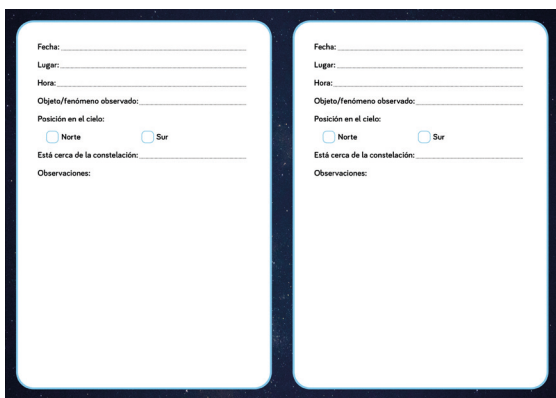 Fecha:
Lugar:
Hora:
Objeto/fenómeno observado:
Posición en el cielo:
Norte Sur
Está cerca de la constelación:
Observaciones:
Fecha:
Lugar:
Hora:
Objeto/fenómeno observado:
Posición en el cielo:
Norte Sur
Está cerca de la constelación:
Observaciones: